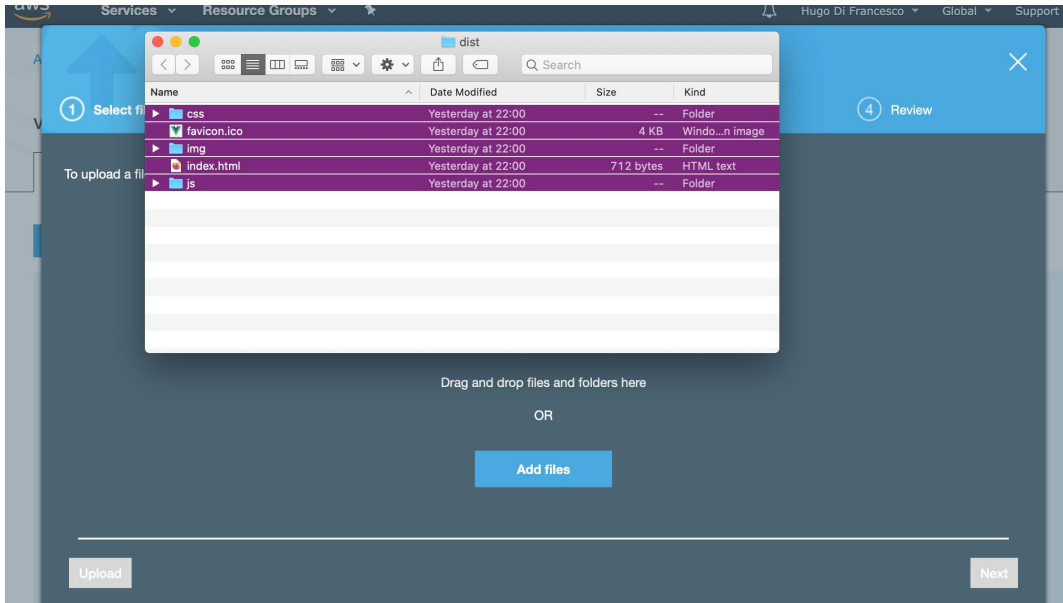 aws Services Resource Groups Hugo Di Francesco Global Support
dist
Search
Name Date Modified Size Kind
css Yesterday at 22:00 -- Folder
favicon.ico Yesterday at 22:00 4 KB Windo...n image
img Yesterday at 22:00 -- Folder
index.html Yesterday at 22:00 712 bytes HTML text
js Yesterday at 22:00 -- Folder
1 Select fi
4 Review
To upload a fil
Drag and drop files and folders here
OR
Add files
Upload Next